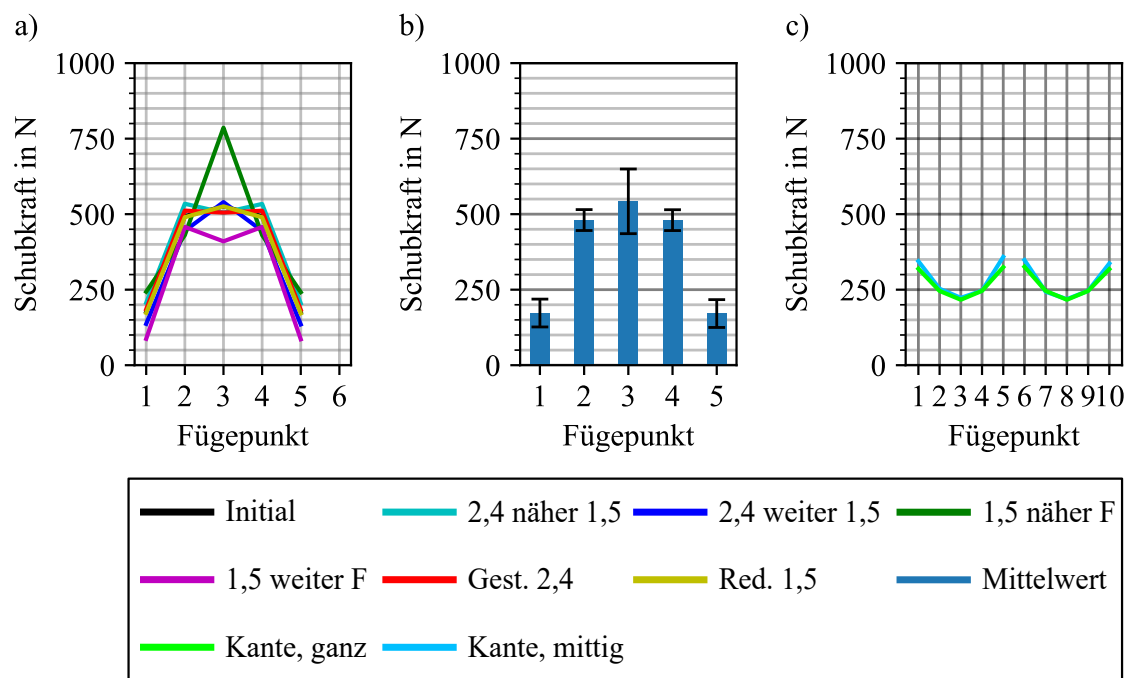 a)
b)
c)
Schubkraft in N
1000
750
500
250
0
1 2 3 4 5 6
Fügepunkt
Schubkraft in N
1000
750
500
250
0
1 2 3 4 5
Fügepunkt
Schubkraft in N
1000
750
500
250
0
1 2 3 4 5 6 7 8 9 10
Fügepunkt
Initial
2,4 näher 1,5
2,4 weiter 1,5
1,5 näher F
1,5 weiter F
Gest. 2,4
Red. 1,5
Mittelwert
Kante, ganz
Kante, mittig